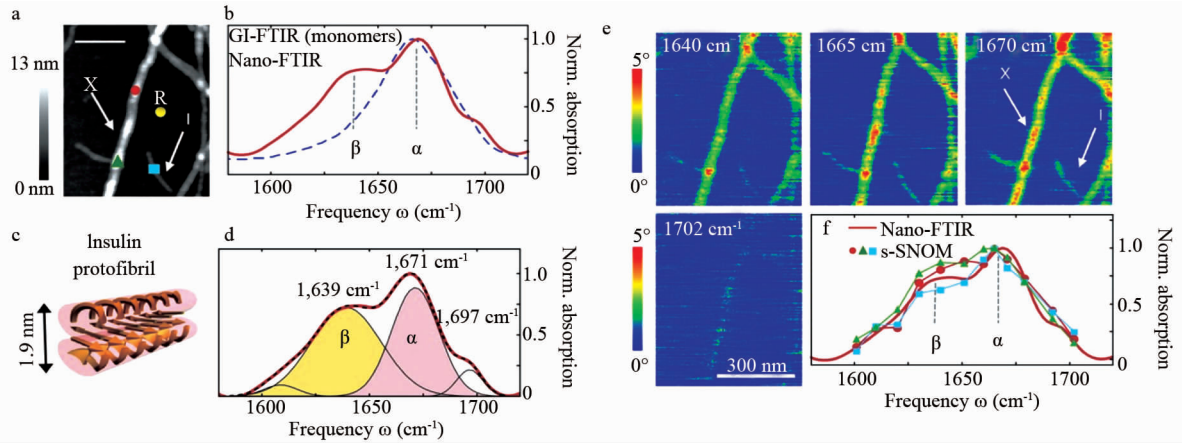 a
13 nm
0 nm
X
R
I
b
GI-FTIR (monomers)
Nano-FTIR
β
α
1600
1650
1700
Frequency ω (cm⁻¹)
1.0
0.5
0
Norm. absorption
c
Insulin
protofibril
1.9 nm
d
1,671 cm⁻¹
1,639 cm⁻¹
1,697cm⁻¹
β
α
1600
1650
1700
Frequency ω (cm⁻¹)
1.0
0.5
0
Norm. absorption
e
5°
0°
1640 cm⁻¹
5°
0°
1665 cm⁻¹
1670 cm⁻¹
X
I
5°
0°
1702 cm⁻¹
300 nm
f
Nano-FTIR
s-SNOM
β
α
1600
1650
1700
Frequency ω (cm⁻¹)
1.0
0.5
0
Norm. absorption